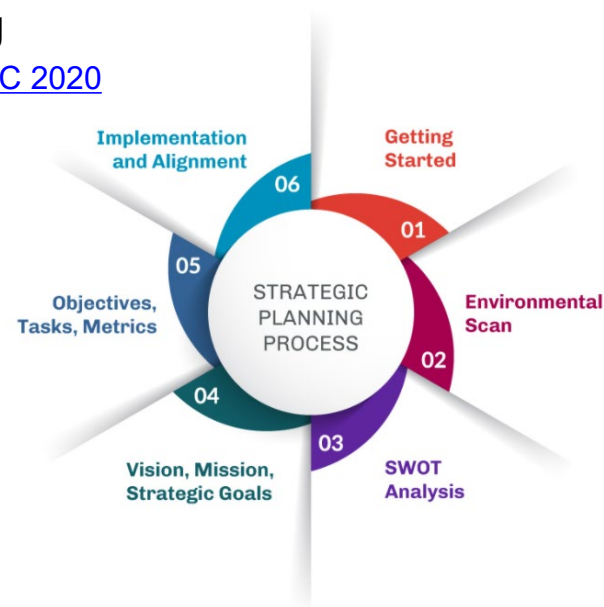 C 2020
Getting
Started
01
Environmental
Scan
02
SWOT
Analysis
03
Vision, Mission,
Strategic Goals
04
Objectives,
Tasks, Metrics
05
Implementation
and Alignment
06
STRATEGIC
PLANNING
PROCESS